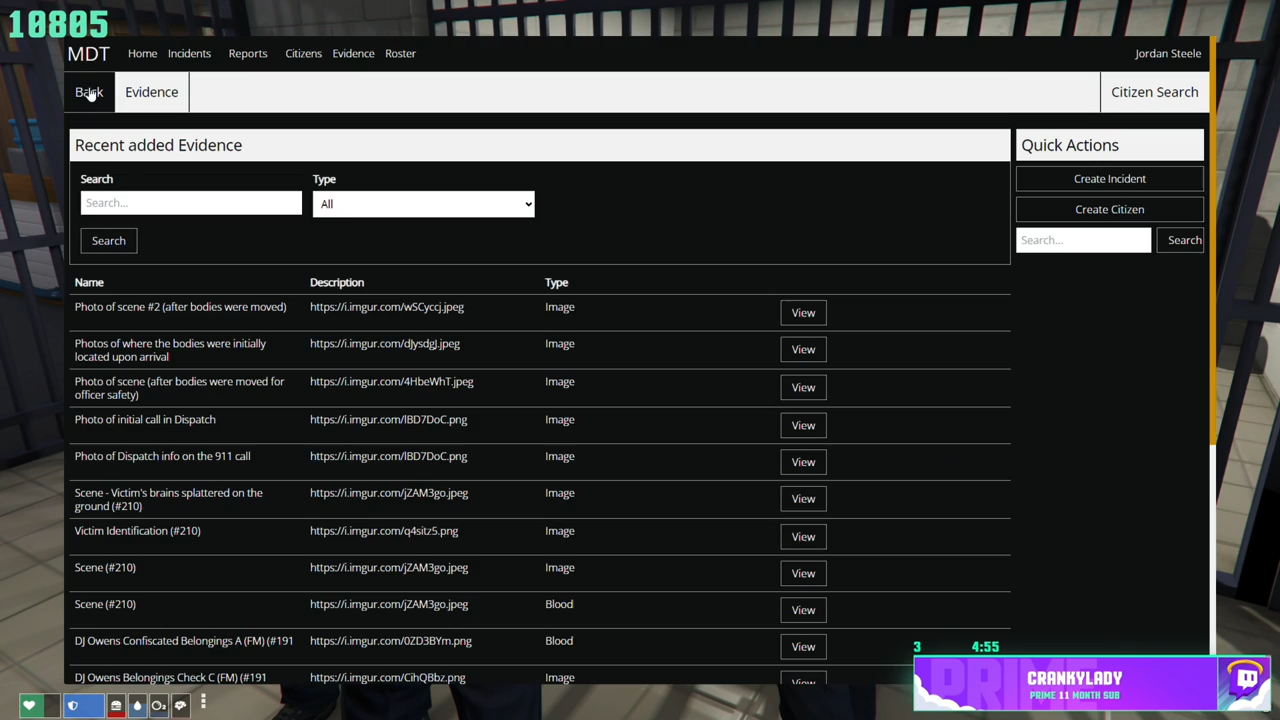 10805
MDT Home Incidents Reports Citizens Evidence Roster Jordan Steele
Back Evidence Citizen Search
Recent added Evidence Quick Actions
Search Type
Search... All
Search
Create Incident
Create Citizen
Search... Search
Name Description Type
Photo of scene #2 (after bodies were moved) https://i.imgur.com/wSCyccj.jpeg Image View
Photos of where the bodies were initially https://i.imgur.com/dJysdgJ.jpeg Image View
located upon arrival
Photo of scene (after bodies were moved for https://i.imgur.com/4HbeWhT.jpeg Image View
officer safety)
Photo of initial call in Dispatch https://i.imgur.com/lBD7DoC.png Image View
Photo of Dispatch info on the 911 call https://i.imgur.com/lBD7DoC.png Image View
Scene - Victim's brains splattered on the https://i.imgur.com/jZAM3go.jpeg Image View
ground (#210)
Victim Identification (#210) https://i.imgur.com/q4sitz5.png Image View
Scene (#210) https://i.imgur.com/jZAM3go.jpeg Image View
Scene (#210) https://i.imgur.com/jZAM3go.jpeg Blood View
DJ Owens Confiscated Belongings A (FM) (#191 https://i.imgur.com/0ZD3BYm.png Blood View
DJ Owens Belongings Check C (FM) (#191 https://i.imgur.com/CihQBbz.png Image View
3 4:55
PRIME
CRANKYLADY
PRIME 11 MONTH SUB
O2